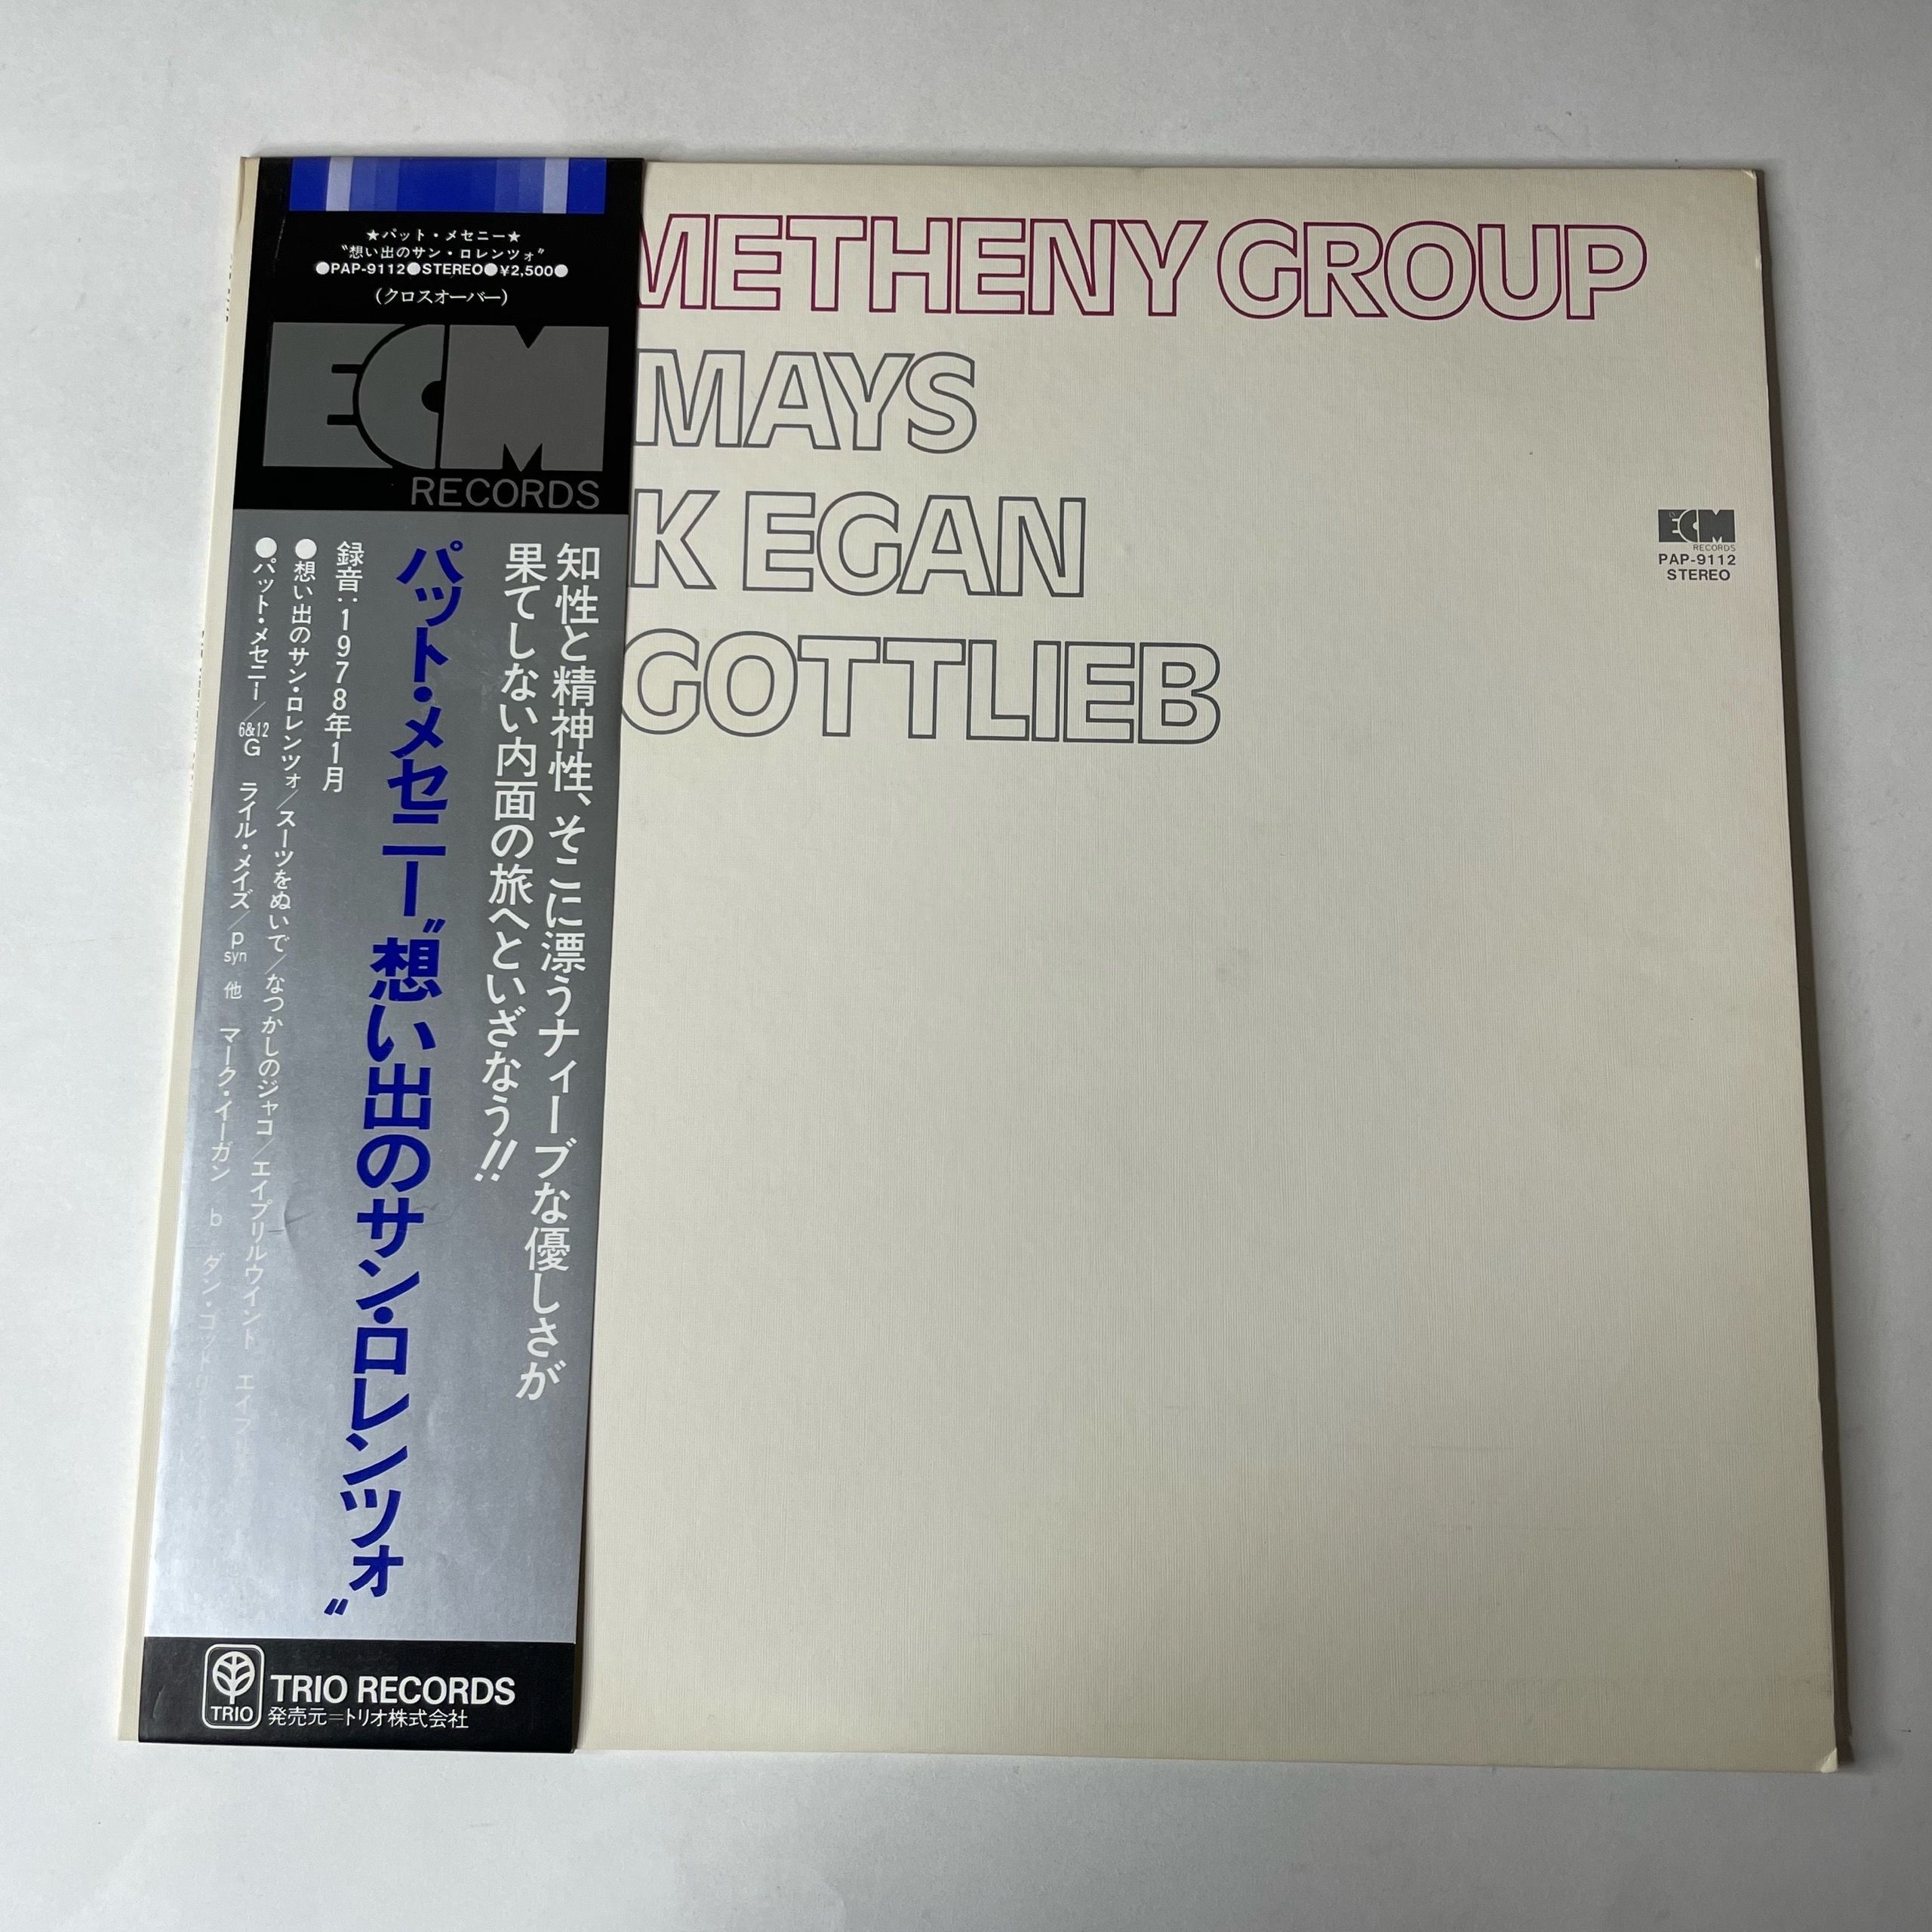 ★パット・メセニー★
“想い出のサン・ロレンツォ”
●PAP-9112●STEREO●¥2,500●
(クロスオーバー)
ECM
RECORDS
知性と精神性、そこに漂うナイーブな優しさが
果てしない内面の旅へといざなう!!
パット・メセニー“想い出のサン・ロレンツォ”
録音:1978年1月
●想い出のサン・ロレンツォ/スーツをぬいで/なつかしのジャコ/エイプリルウインド
●パット・メセニー/6&12 G ライル・メイズ/p syn 他 マーク・イーガン b ダン・
TRIO
TRIO RECORDS
発売元=トリオ株式会社
METHENY GROUP
MAYS
K EGAN
GOTTLIEB
ECM
RECORDS
PAP-9112
STEREO